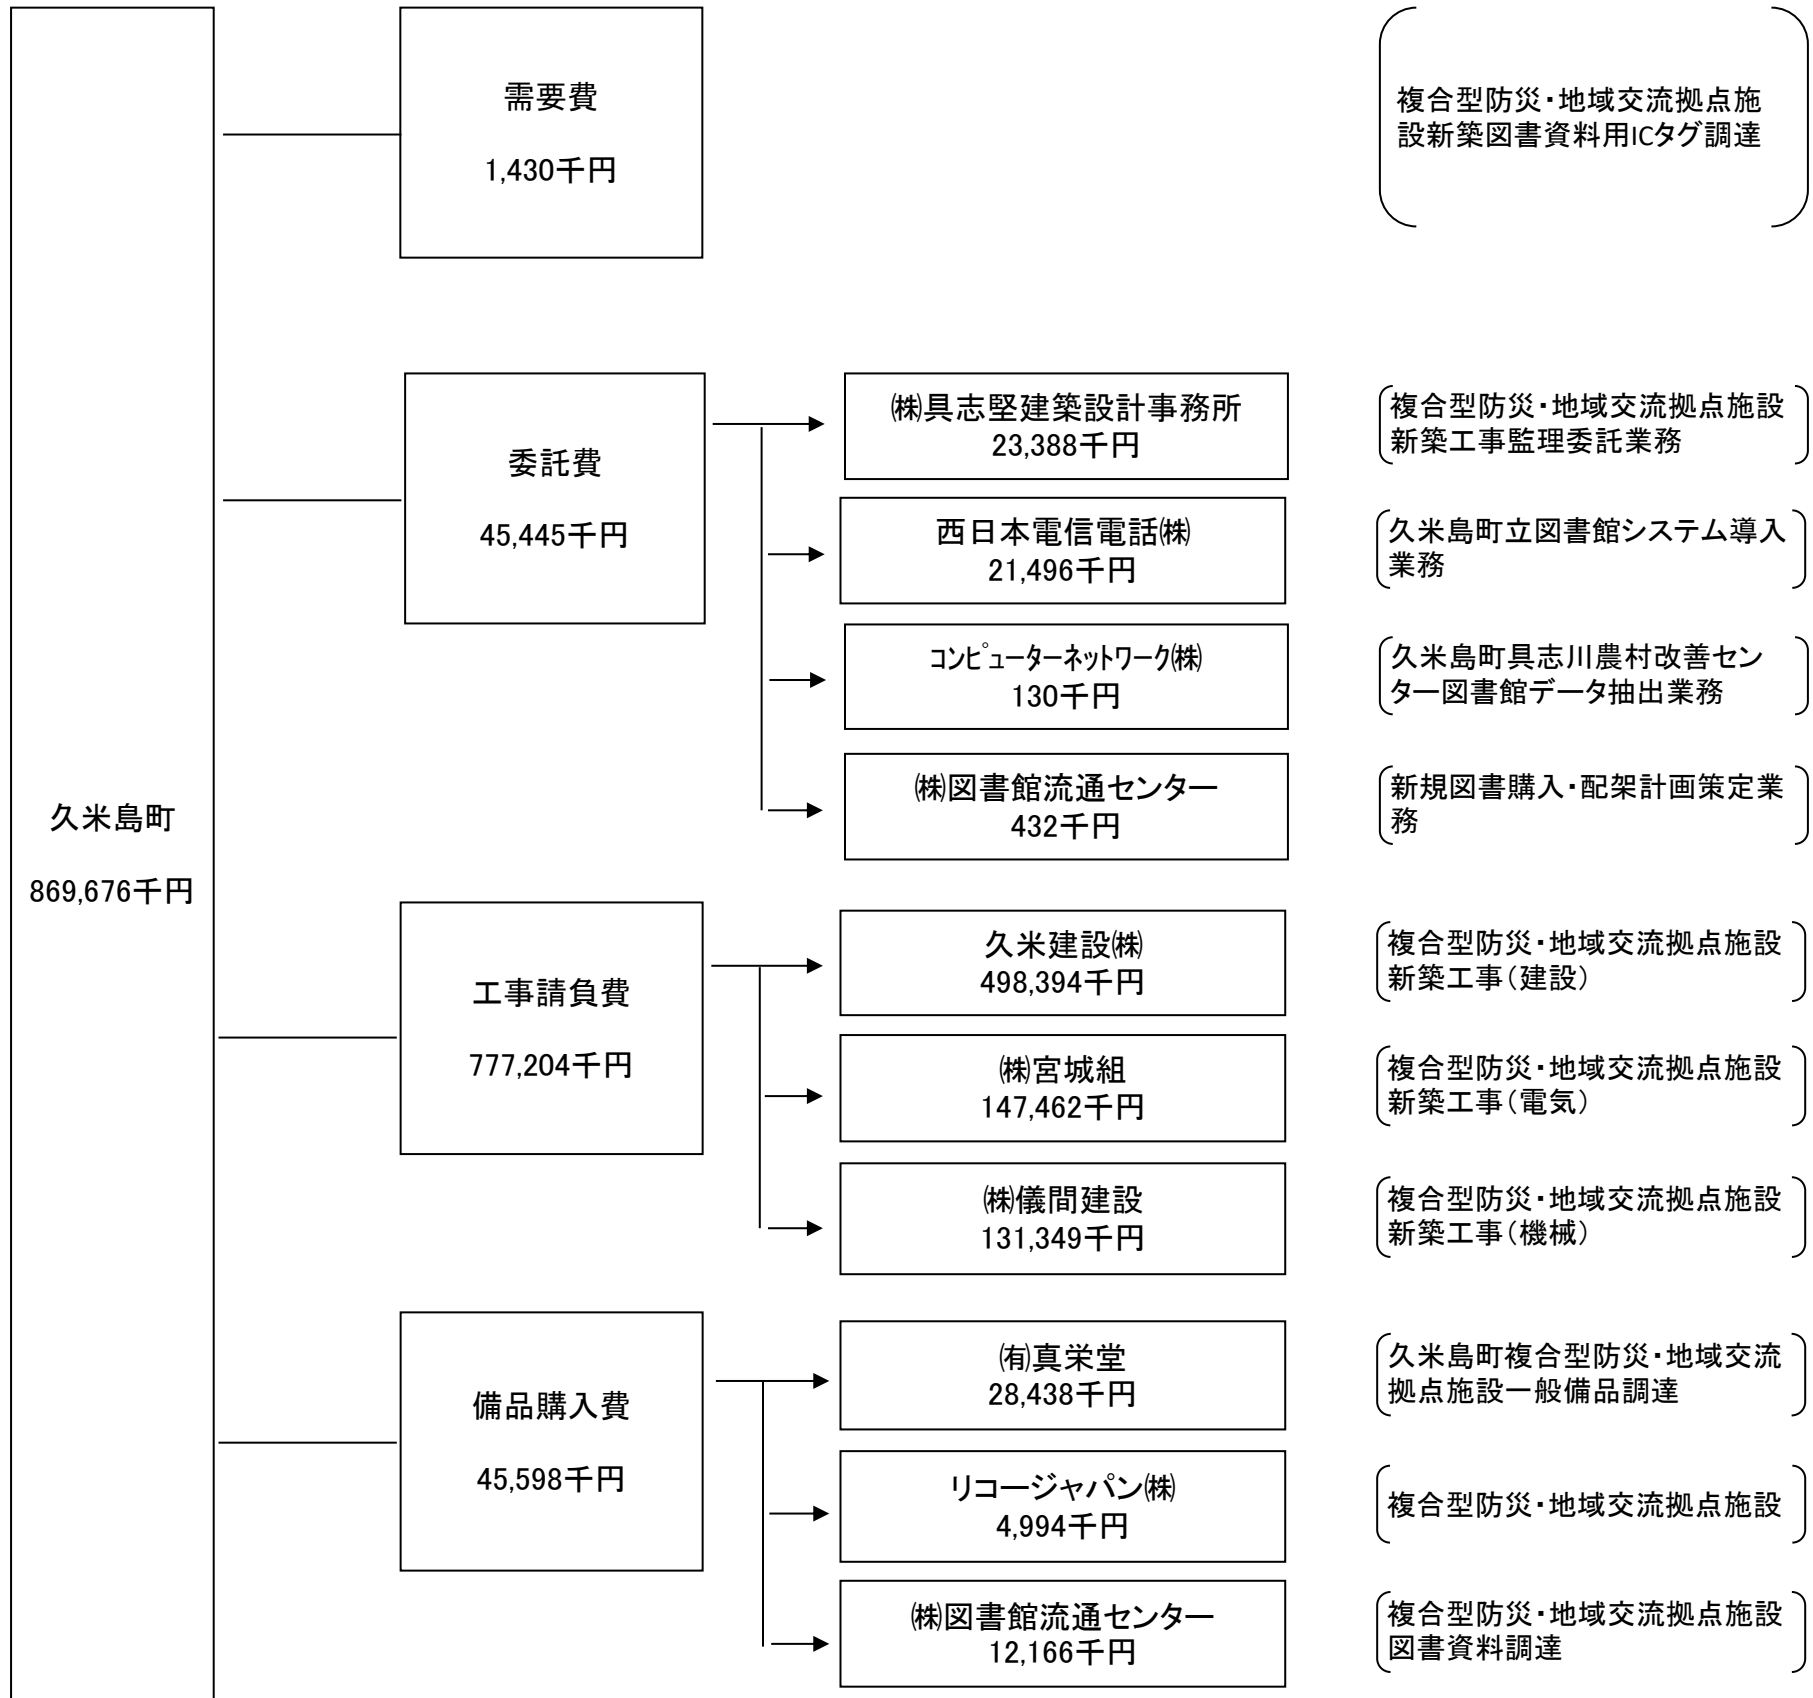 久米島町
869,676千円
需要費
1,430千円
複合型防災・地域交流拠点施
設新築図書資料用ICタグ調達
委託費
45,445千円
㈱具志堅建築設計事務所
23,388千円
複合型防災・地域交流拠点施設
新築工事監理委託業務
西日本電信電話㈱
21,496千円
久米島町立図書館システム導入
業務
コンピューターネットワーク㈱
130千円
久米島町具志川農村改善セン
ター図書館データ抽出業務
㈱図書館流通センター
432千円
新規図書購入・配架計画策定業
務
工事請負費
777,204千円
久米建設㈱
498,394千円
複合型防災・地域交流拠点施設
新築工事（建設）
㈱宮城組
147,462千円
複合型防災・地域交流拠点施設
新築工事（電気）
㈱儀間建設
131,349千円
複合型防災・地域交流拠点施設
新築工事（機械）
備品購入費
45,598千円
㈲真栄堂
28,438千円
久米島町複合型防災・地域交流
拠点施設一般備品調達
リコージャパン㈱
4,994千円
複合型防災・地域交流拠点施設
㈱図書館流通センター
12,166千円
複合型防災・地域交流拠点施設
図書資料調達